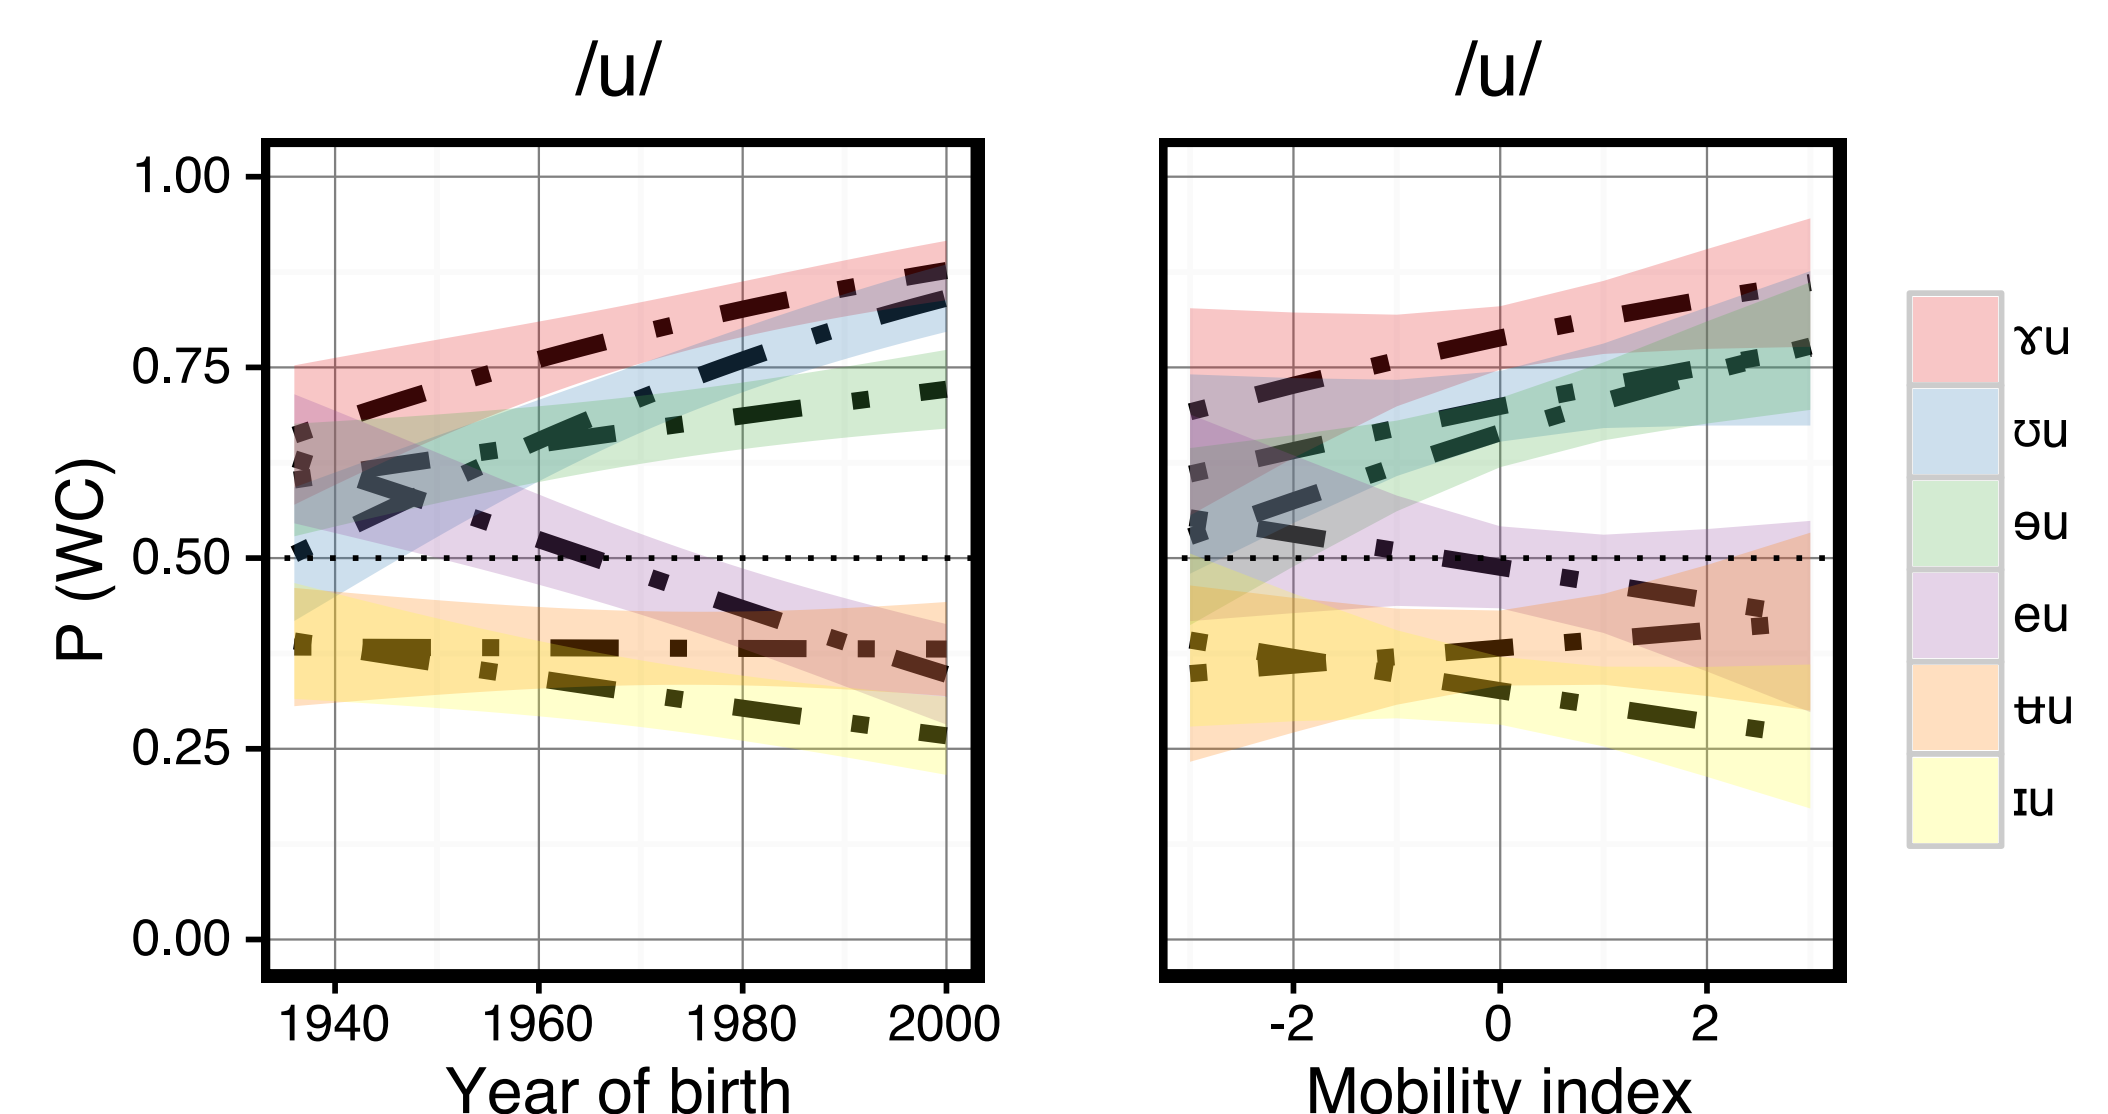 /u/
/u/
1.00
0.75
0.50
0.25
0.00
P (WC)
1940 1960 1980 2000
-2 0 2
Year of birth
Mobility index
ɤu
ʊu
ɘu
eu
ʉu
ɪu